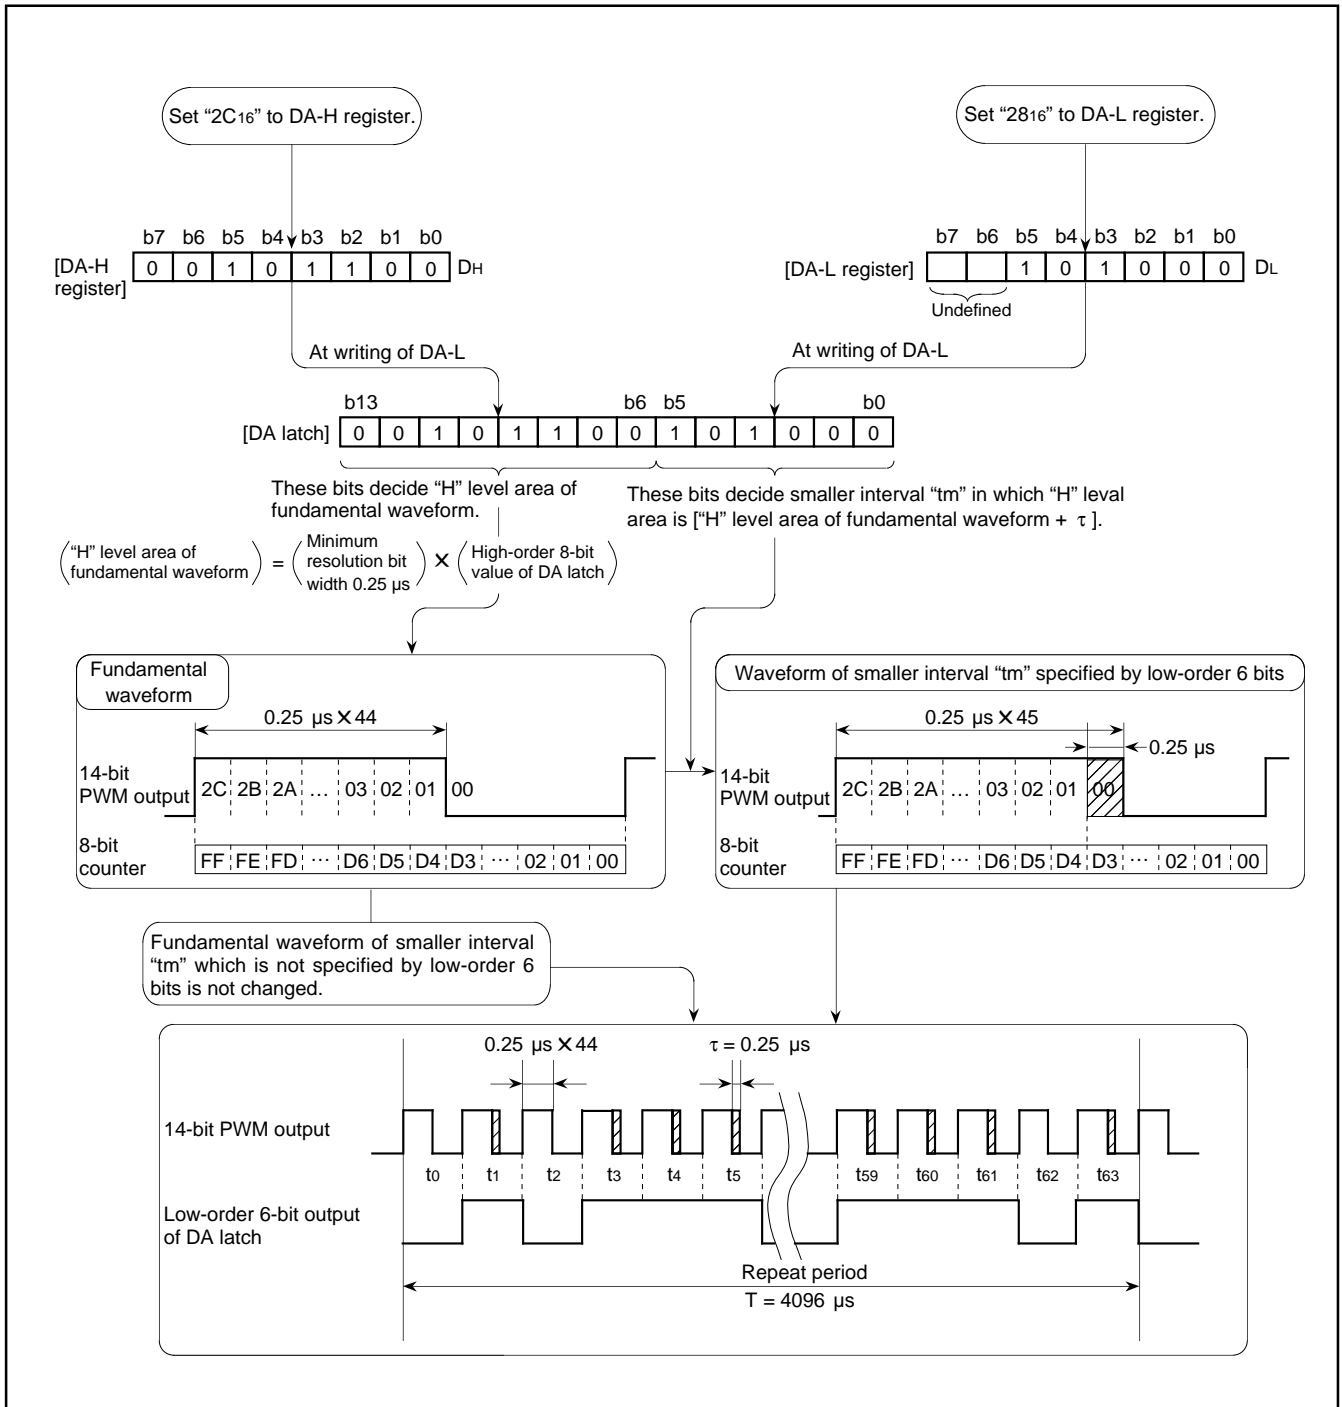 Set “2C16” to DA-H register.
Set “2816” to DA-L register.
b7 b6 b5 b4 b3 b2 b1 b0
[DA-H register] 0 0 1 0 1 1 0 0 DH
b7 b6 b5 b4 b3 b2 b1 b0
[DA-L register] 1 0 1 0 0 0 DL
Undefined
At writing of DA-L
At writing of DA-L
b13 b6 b5 b0
[DA latch] 0 0 1 0 1 1 0 0 1 0 1 0 0 0
These bits decide “H” level area of
fundamental waveform.
These bits decide smaller interval “tm” in which “H” leval
area is [“H” level area of fundamental waveform + τ ].
“H” level area of
fundamental waveform
=
Minimum
resolution bit
width 0.25 µs
×
High-order 8-bit
value of DA latch
Fundamental
waveform
0.25 µs × 44
14-bit
PWM output
2C 2B 2A … 03 02 01 00
8-bit
counter
FF FE FD … D6 D5 D4 D3 … 02 01 00
Waveform of smaller interval “tm” specified by low-order 6 bits
0.25 µs × 45
0.25 µs
14-bit
PWM output
2C 2B 2A … 03 02 01 00
8-bit
counter
FF FE FD … D6 D5 D4 D3 … 02 01 00
Fundamental waveform of smaller interval
“tm” which is not specified by low-order 6
bits is not changed.
0.25 µs × 44
τ = 0.25 µs
14-bit PWM output
t0 t1 t2 t3 t4 t5 t59 t60 t61 t62 t63
Low-order 6-bit output
of DA latch
Repeat period
T = 4096 µs